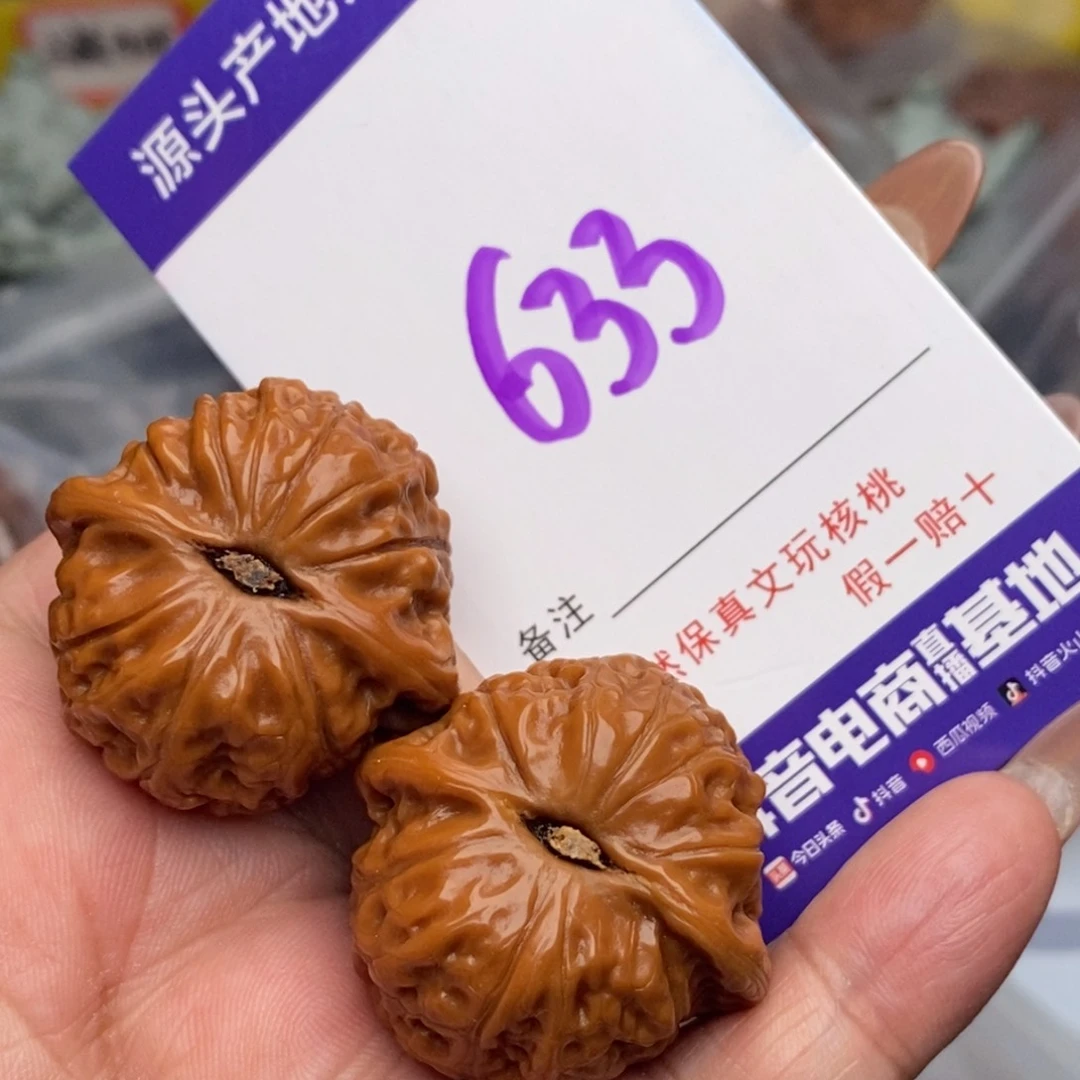 源头产地
633
备注
保真文玩核桃
假一赔十
音电商直播基地
今日头条 抖音 西瓜视频 抖音火山